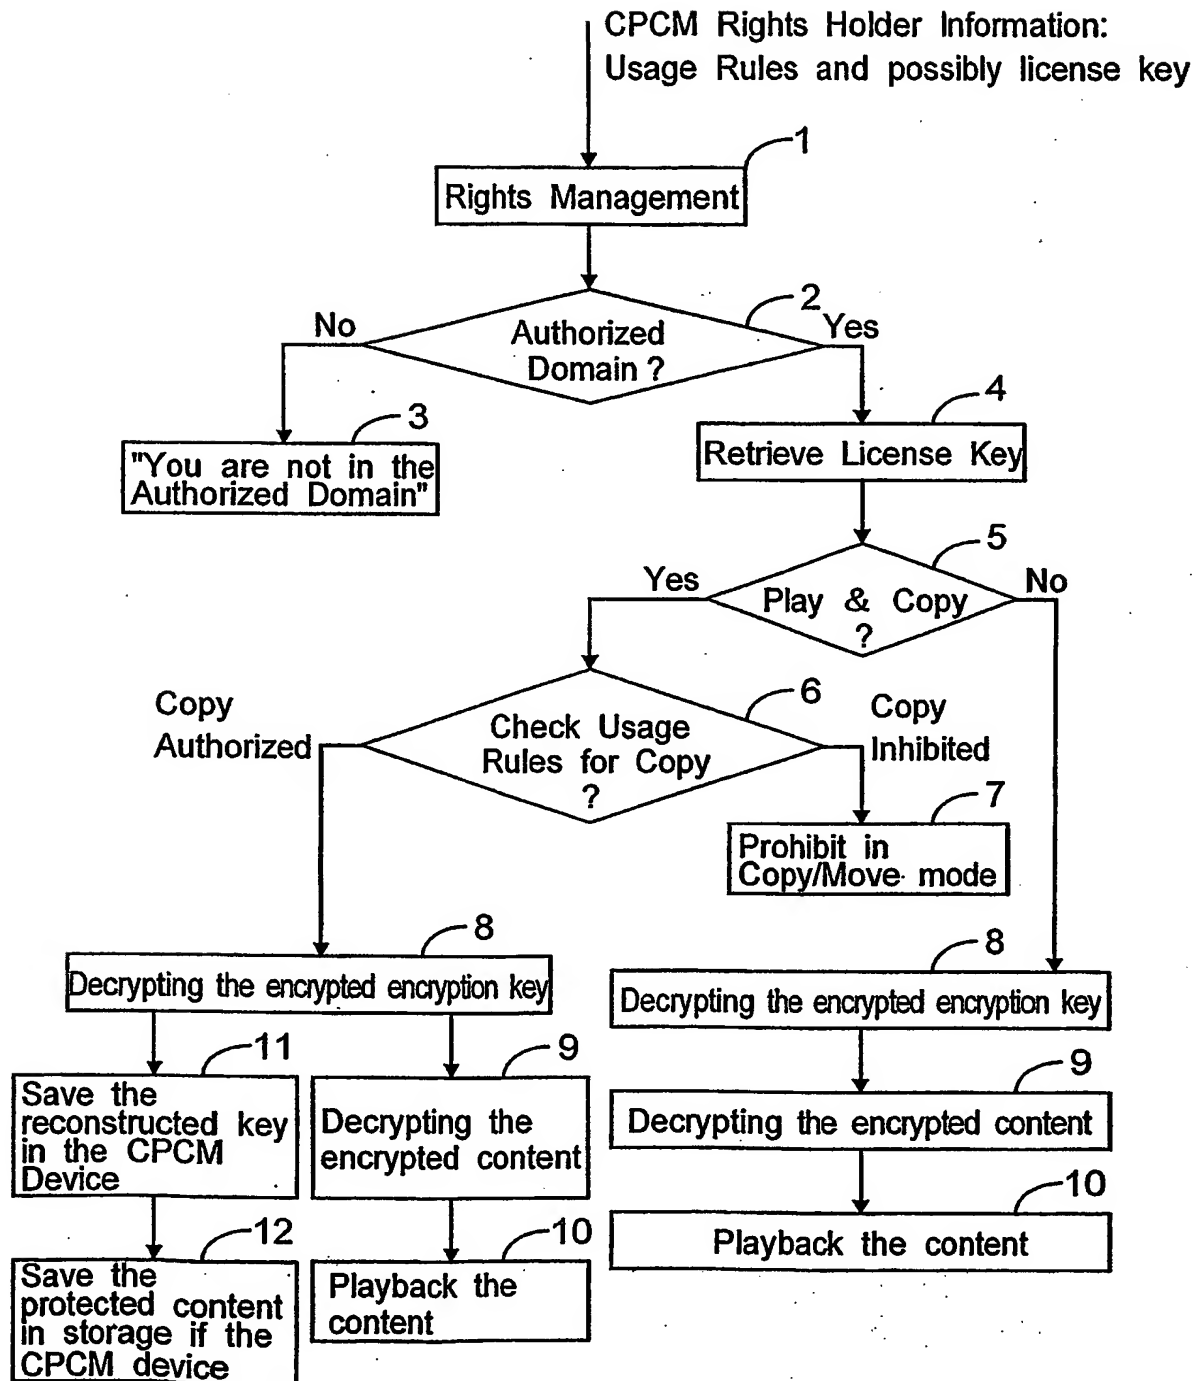 CPCM Rights Holder Information:
Usage Rules and possibly license key
1
Rights Management
2
No
Yes
Authorized
Domain ?
3
4
"You are not in the
Authorized Domain"
Retrieve License Key
5
Yes
No
Play & Copy
?
6
Copy
Authorized
Copy
Inhibited
Check Usage
Rules for Copy
?
7
Prohibit in
Copy/Move mode
8
Decrypting the encrypted encryption key
8
Decrypting the encrypted encryption key
11
Save the
reconstructed key
in the CPCM
Device
9
Decrypting the
encrypted content
9
Decrypting the encrypted content
12
Save the
protected content
in storage if the
CPCM device
10
Playback the
content
10
Playback the content